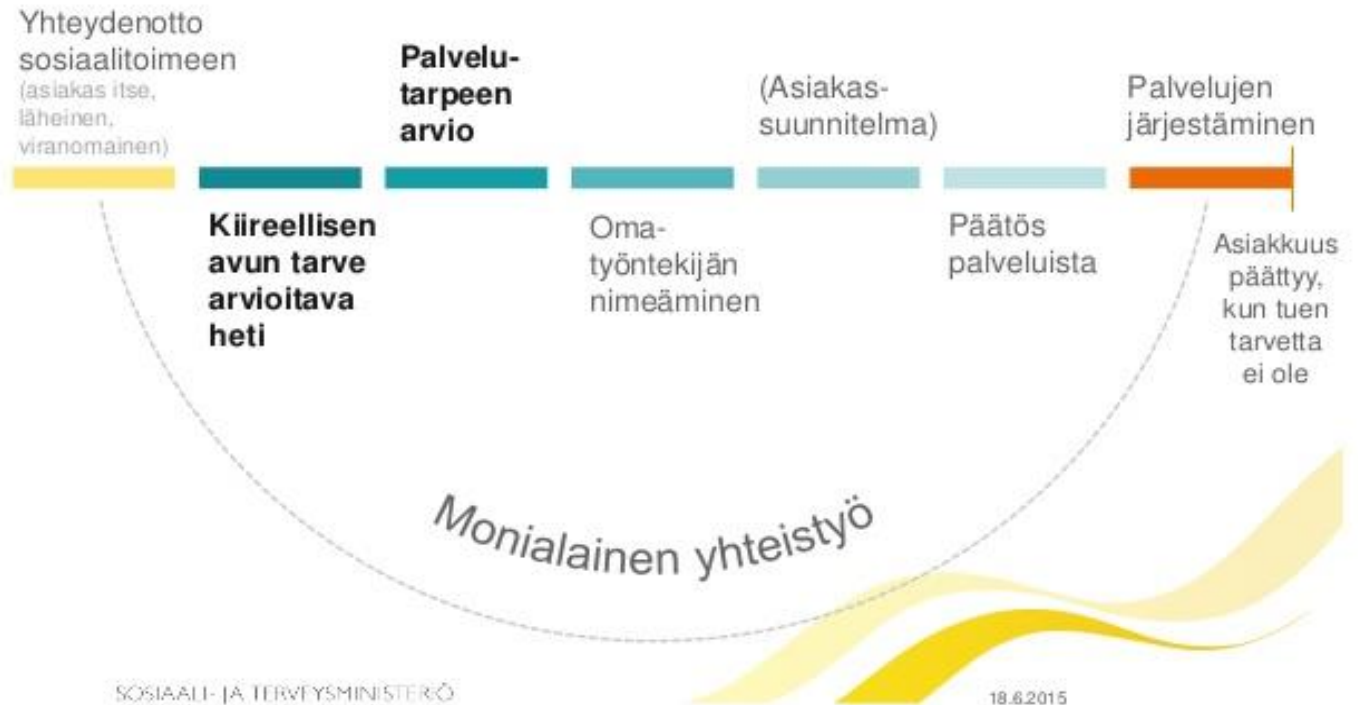 Yhteydenotto
sosiaalitoimeen
(asiakas itse,
läheinen,
viranomainen)
Kiireellisen
avun tarve
arvioitava
heti
Palvelu-
tarpeen
arvio
Oma-
työntekijän
nimeäminen
(Asiakas-
suunnitelma)
Päätös
palveluista
Palvelujen
järjestäminen
Asiakkuus
päättyy,
kun tuen
tarvetta
ei ole
Monialainen yhteistyö
SOSIAALI- JA TERVEYSMINISTERIÖ
18.6.2015